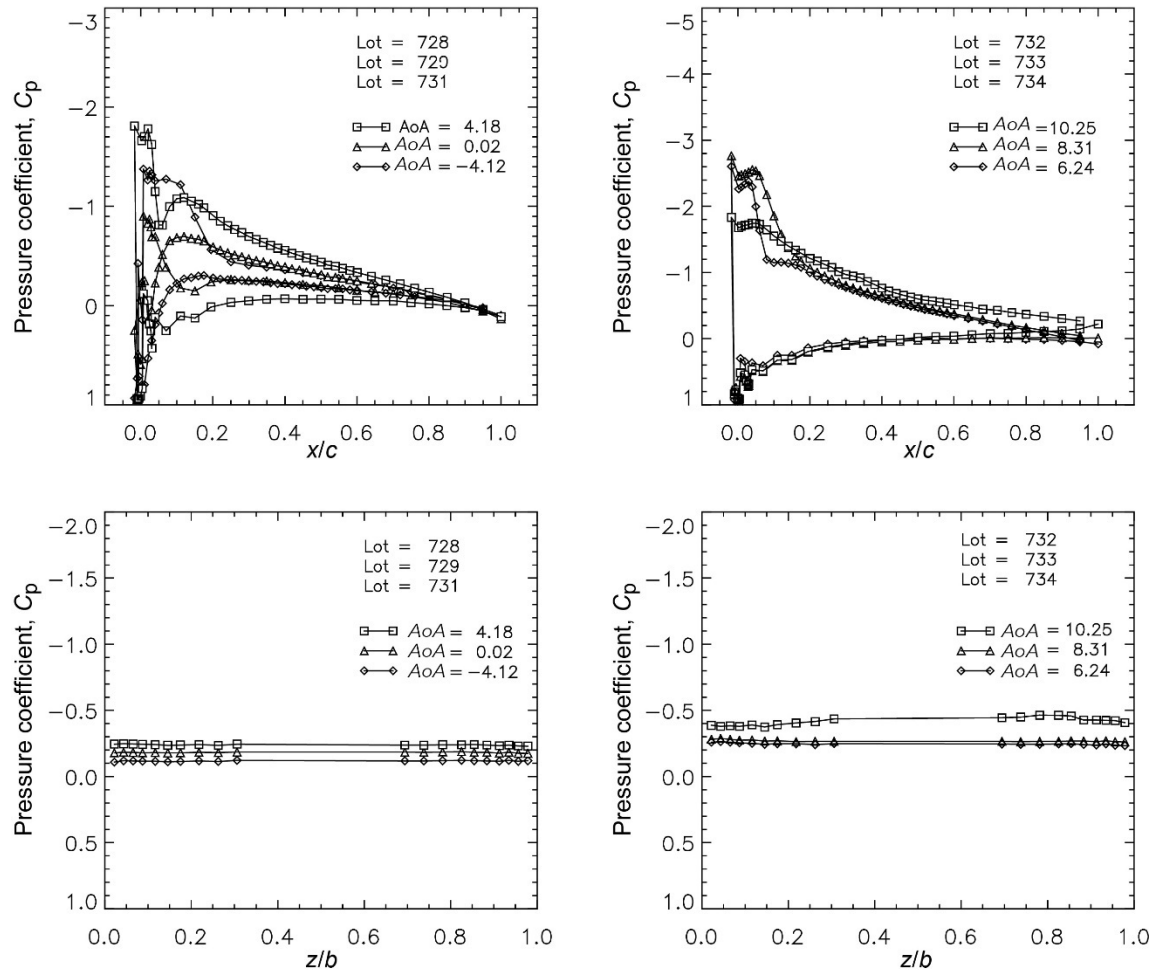 Pressure coefficient, Cp
−3
−2
−1
0
1
Lot = 728
Lot = 720
Lot = 731
AoA = 4.18
AoA = 0.02
AoA = −4.12
0.0 0.2 0.4 0.6 0.8 1.0
x/c
Pressure coefficient, Cp
−5
−4
−3
−2
−1
0
1
Lot = 732
Lot = 733
Lot = 734
AoA = 10.25
AoA = 8.31
AoA = 6.24
0.0 0.2 0.4 0.6 0.8 1.0
x/c
Pressure coefficient, Cp
−2.0
−1.5
−1.0
−0.5
0.0
0.5
1.0
Lot = 728
Lot = 729
Lot = 731
AoA = 4.18
AoA = 0.02
AoA = −4.12
0.0 0.2 0.4 0.6 0.8 1.0
z/b
Pressure coefficient, Cp
−2.0
−1.5
−1.0
−0.5
0.0
0.5
1.0
Lot = 732
Lot = 733
Lot = 734
AoA = 10.25
AoA = 8.31
AoA = 6.24
0.0 0.2 0.4 0.6 0.8 1.0
z/b